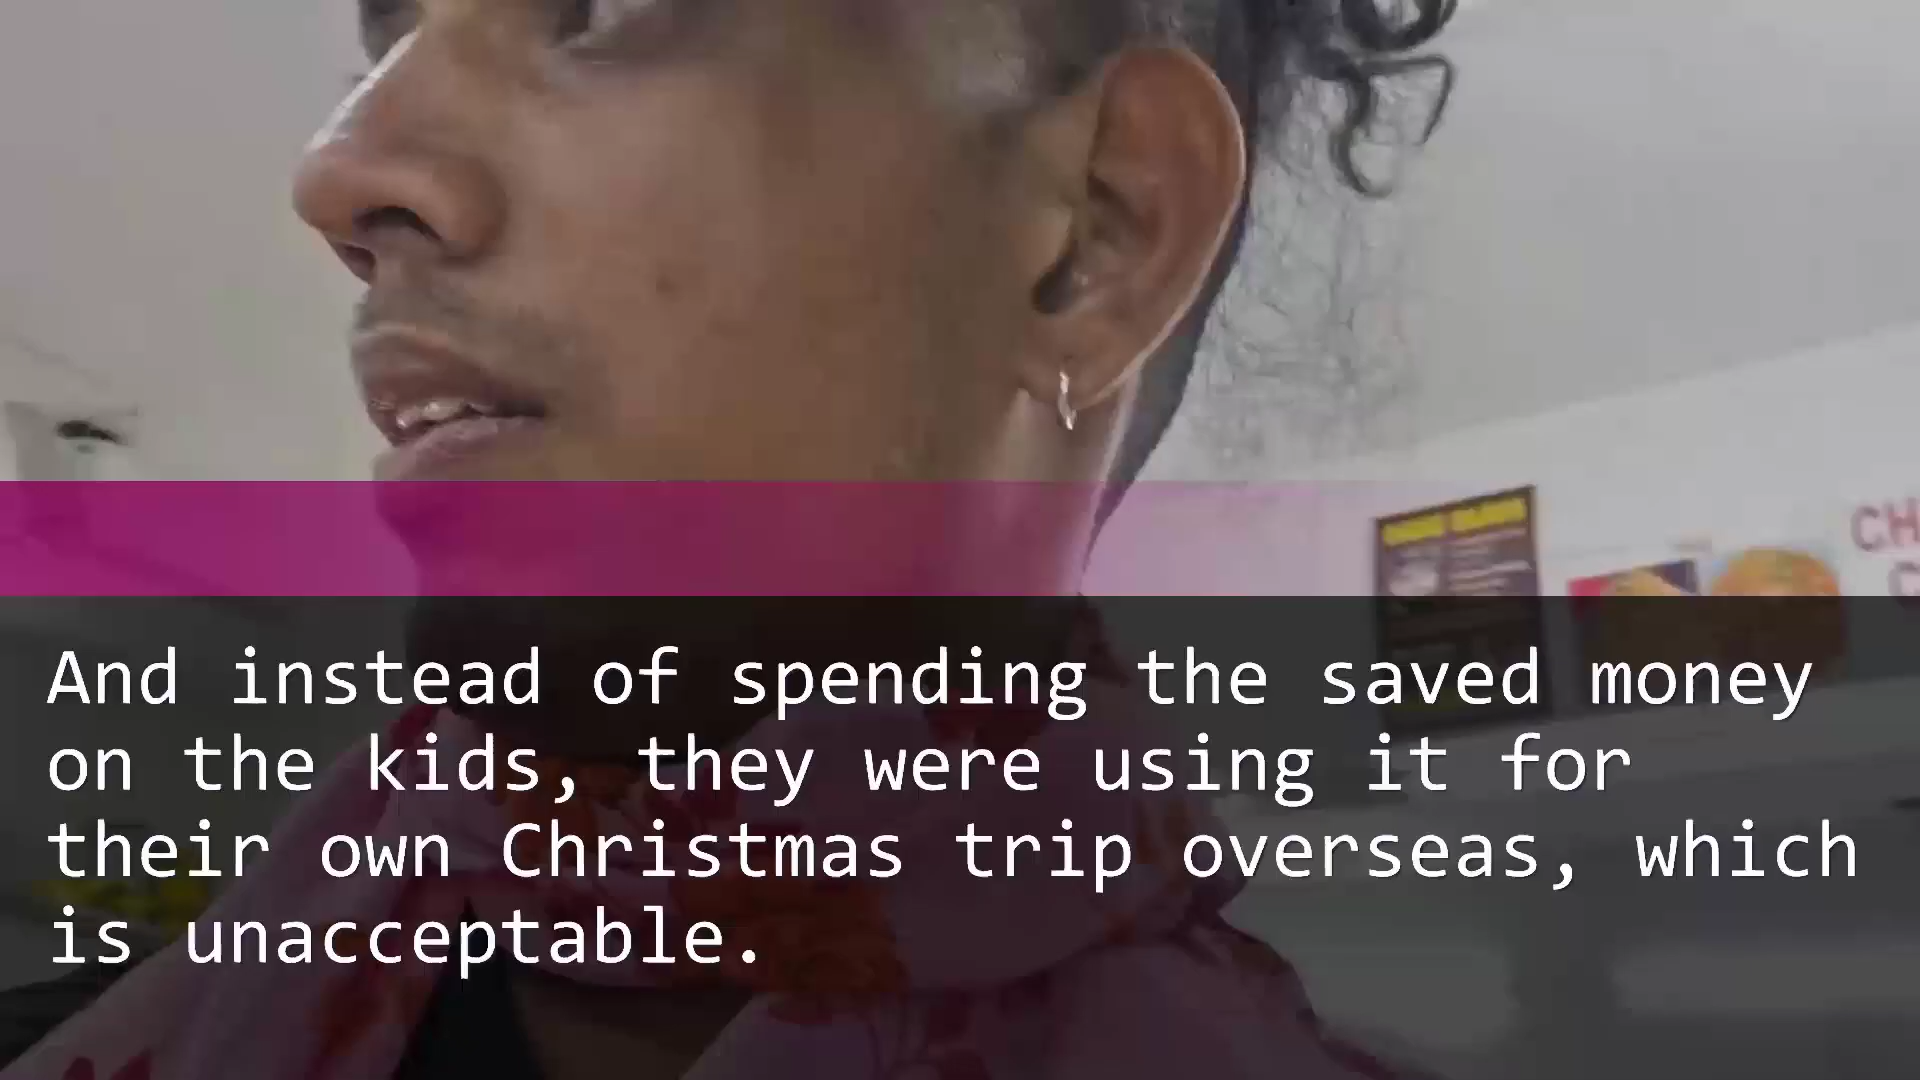 CH
C
And instead of spending the saved money
on the kids, they were using it for
their own Christmas trip overseas, which
is unacceptable.